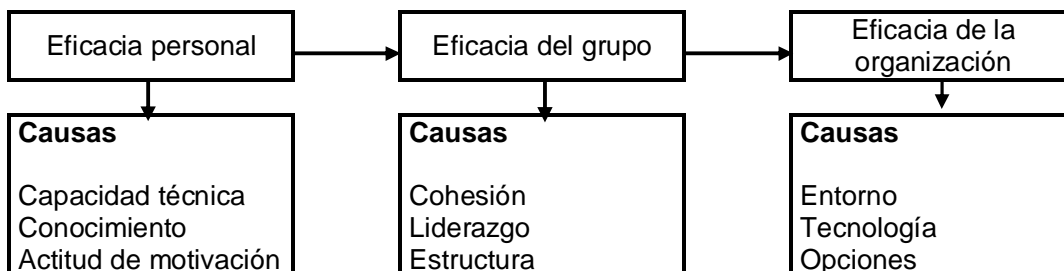 Eficacia personal
Eficacia del grupo
Eficacia de la
organización
Causas
Capacidad técnica
Conocimiento
Actitud de motivación
Causas
Cohesión
Liderazgo
Estructura
Causas
Entorno
Tecnología
Opciones